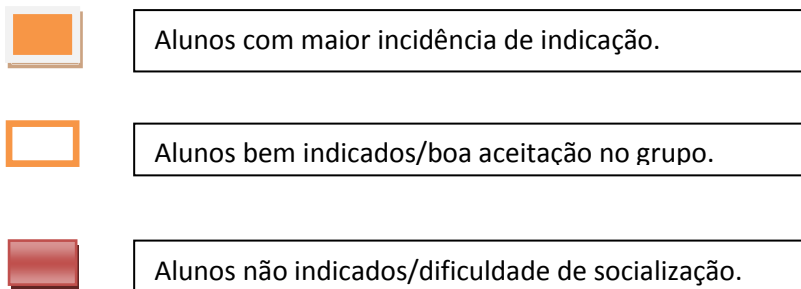 Alunos com maior incidência de indicação.
Alunos bem indicados/boa aceitação no grupo.
Alunos não indicados/dificuldade de socialização.